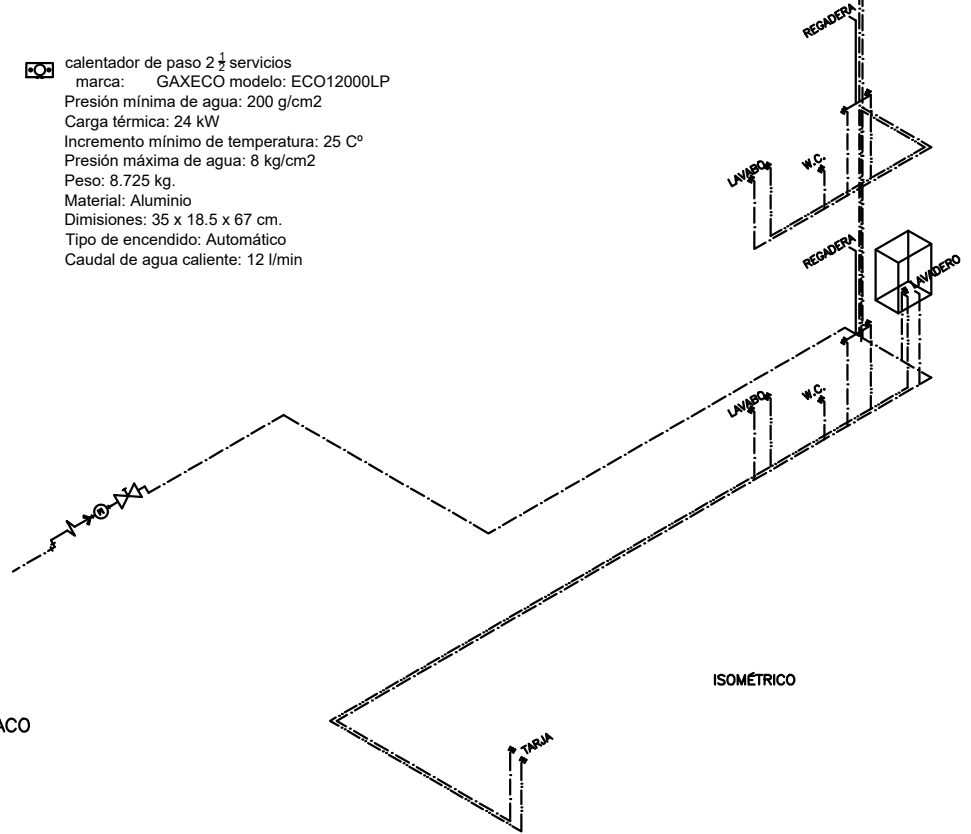 calentador de paso 2 ½ servicios
marca: GAXECO modelo: ECO12000LP
Presión mínima de agua: 200 g/cm2
Carga térmica: 24 kW
Incremento mínimo de temperatura: 25 Cº
Presión máxima de agua: 8 kg/cm2
Peso: 8.725 kg.
Material: Aluminio
Dimisiones: 35 x 18.5 x 67 cm.
Tipo de encendido: Automático
Caudal de agua caliente: 12 l/min
REGADERA
LAVABO
W.C.
REGADERA
LAVADERO
LAVABO
W.C.
ISOMÉTRICO
ACO
TARJA